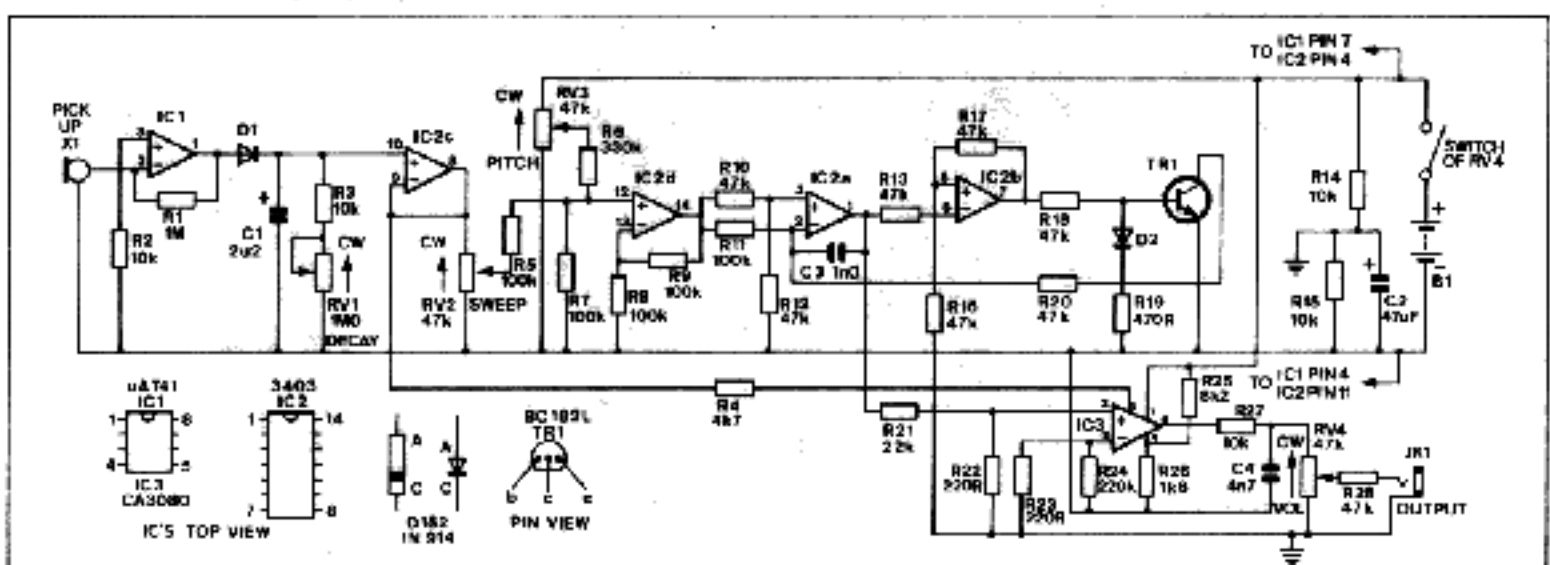 TO IC1 PIN 7
IC2 PIN 4
PICK
UP
X1
IC1
3
2
1
D1
R1
1M
R2
10k
C1
2u2
R3
10k
CW
RV1
1M0
DECAY
IC2c
10
9
8
CW
RV2
47k
SWEEP
CW
RV3
47k
PITCH
R6
330k
R5
100k
R7
100k
IC2d
12
13
14
R8
100k
R9
100k
R10
47k
R11
100k
R12
47k
IC2a
3
2
1
C3 1n0
R13
47k
R17
47k
IC2b
7
R16
47k
R18
47k
TR1
D2
R20
47k
R19
470R
R14
10k
R15
10k
C2
47uF
SWITCH
OF RV4
B1
TO IC1 PIN 4
IC2 PIN 11
R4
4k7
R21
22k
R22
220R
R23
220R
IC3
R24
220k
R25
8k2
R26
1k8
R27
10k
C4
4n7
CW
RV4
47k
VOL
R28
47k
JK1
OUTPUT
uA741
IC1
1
8
4
5
IC3
CA3080
3403
IC2
1
14
7
8
IC'S TOP VIEW
A
C
A
C
D1&2
IN 914
BC182L
TR1
b
c
e
PIN VIEW